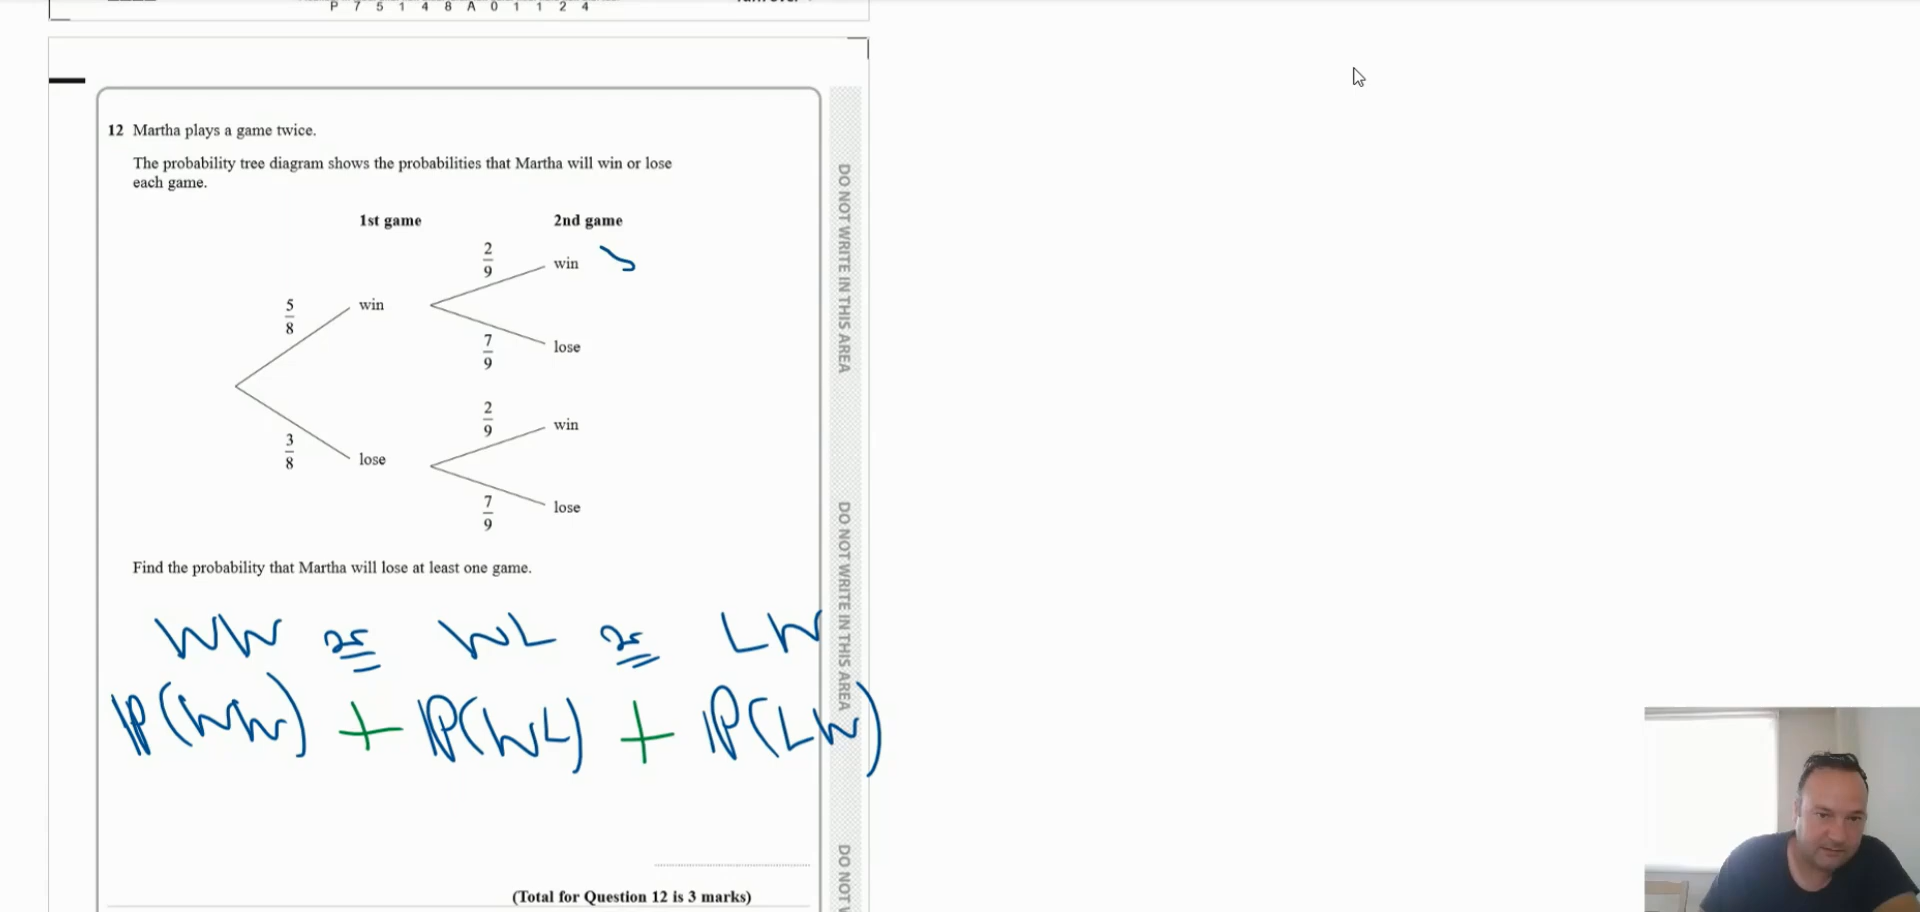 P 7 5 1 4 8 A 0 1 1 2 4
12 Martha plays a game twice.
The probability tree diagram shows the probabilities that Martha will win or lose
each game.
1st game 2nd game
2/9 win
5/8 win
7/9 lose
2/9 win
3/8 lose
7/9 lose
Find the probability that Martha will lose at least one game.
WW or WL or LW
P(WW) + P(WL) + P(LW)
(Total for Question 12 is 3 marks)
DO NOT WRITE IN THIS AREA
DO NOT WRITE IN THIS AREA
DO NOT